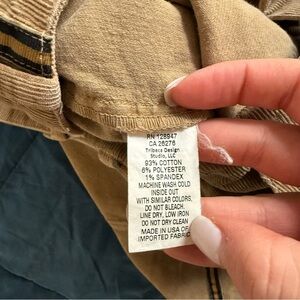 RN 128947
CA 26276
Tribeca Design
Studio, LLC
93% COTTON
6% POLYESTER
1% SPANDEX
MACHINE WASH COLD
INSIDE OUT
WITH SIMILAR COLORS,
DO NOT BLEACH.
LINE DRY, LOW IRON
DO NOT DRY CLEAN
MADE IN USA OF
IMPORTED FABRIC